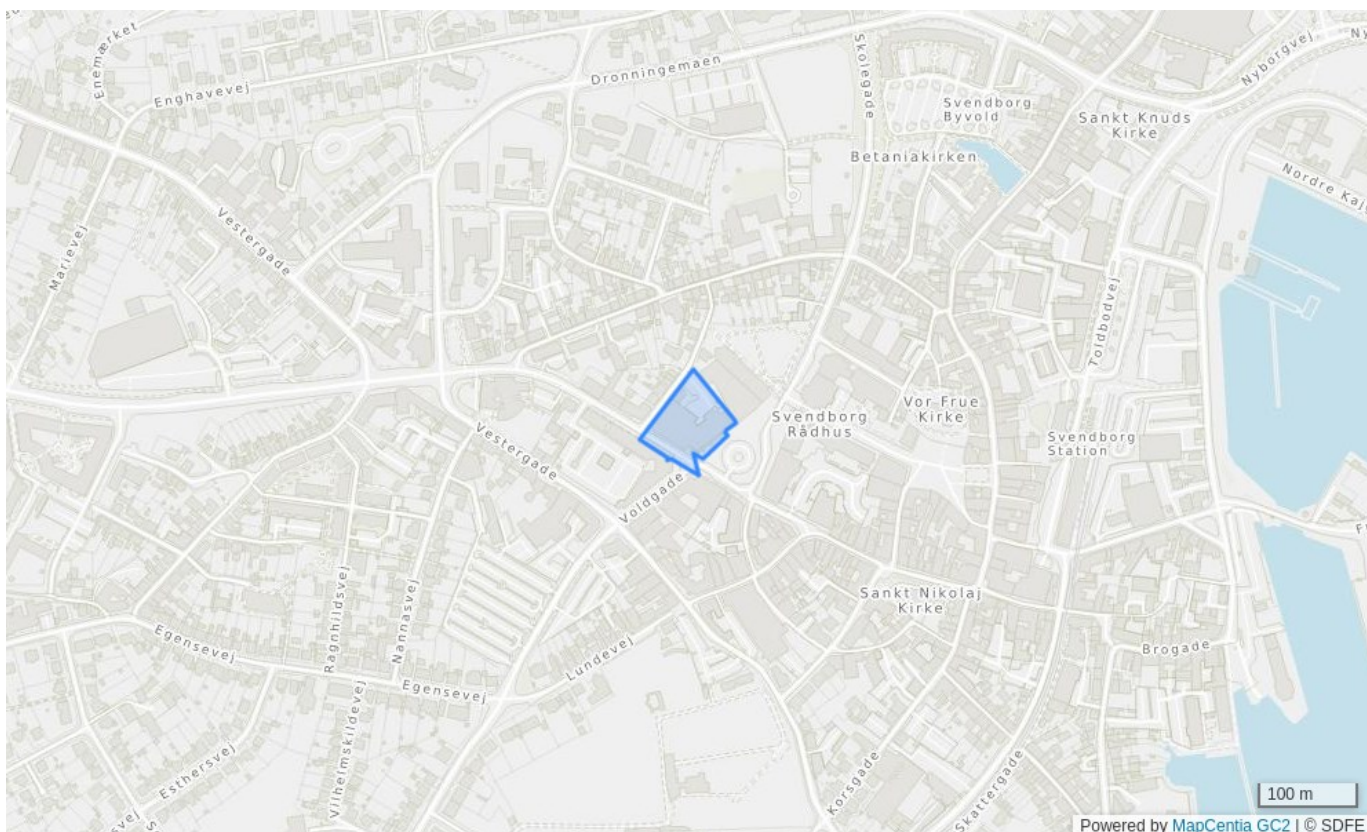 Enemærket
Enghavevej
Dronningemaen
Skolegade
Nyborgvej
Svendborg
Byvold
Sankt Knuds
Kirke
Betaniakirken
Marievej
Vestergade
Toldbodvej
Svendborg
Rådhus
Vor Frue
Kirke
Svendborg
Station
Vestergade
Voldgade
Sankt Nikolaj
Kirke
Brogade
Egensevej
Ragnhildsvej
Nannasvej
Egensevej
Lundevej
Esthersvej
Vilhelmskildevej
Korsgade
Skattergade
100 m
Powered by MapCentia GC2 | © SDFE